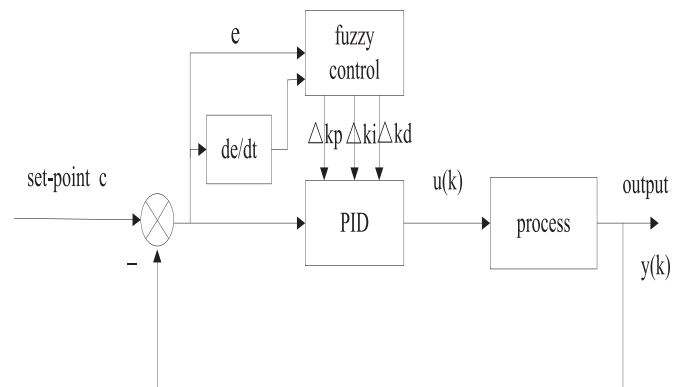 e
fuzzy
control
△kp △ki △kd
de/dt
set-point c
u(k)
output
PID
process
y(k)
−